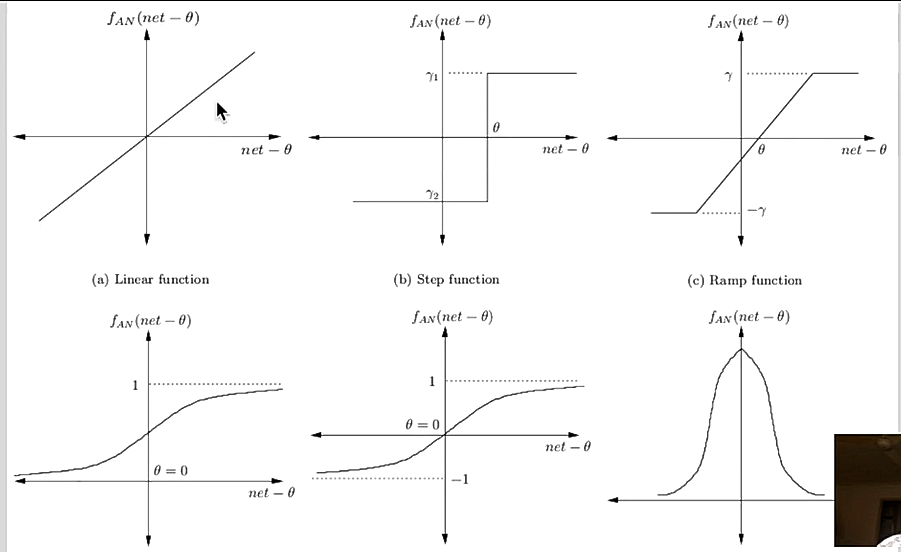 f_AN(net − θ)
f_AN(net − θ)
f_AN(net − θ)
γ₁
γ
θ
θ
net − θ
net − θ
net − θ
γ₂
−γ
(a) Linear function
(b) Step function
(c) Ramp function
f_AN(net − θ)
f_AN(net − θ)
f_AN(net − θ)
1
1
θ = 0
net − θ
θ = 0
−1
net − θ